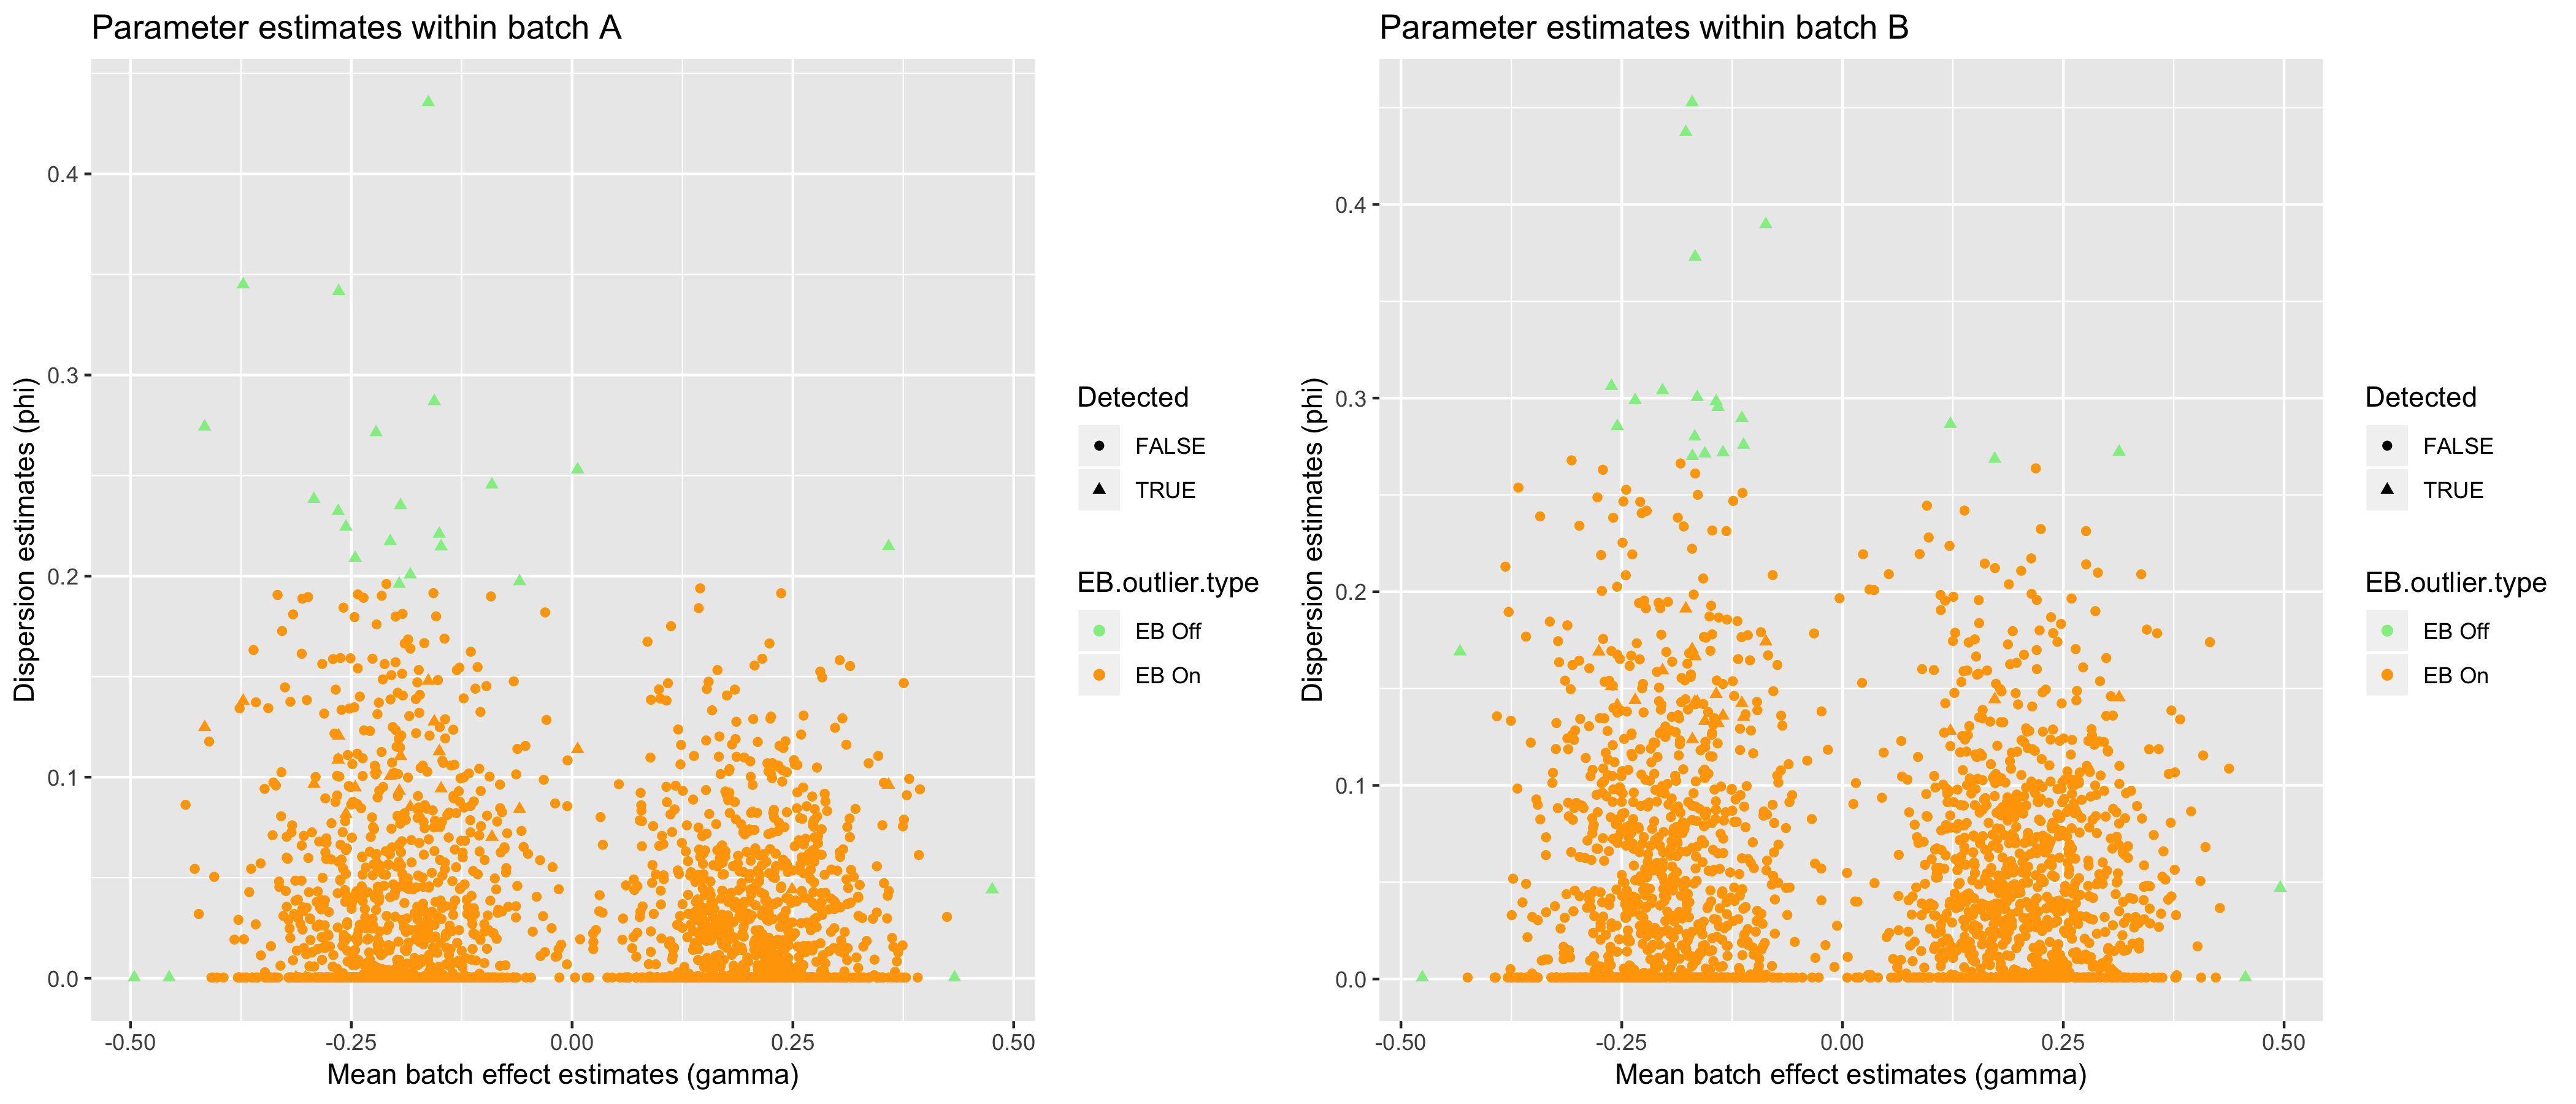 Parameter estimates within batch A
Dispersion estimates (phi)
0.4
0.3
0.2
0.1
0.0
-0.50 -0.25 0.00 0.25 0.50
Mean batch effect estimates (gamma)
Detected
FALSE
TRUE
EB.outlier.type
EB Off
EB On
Parameter estimates within batch B
Dispersion estimates (phi)
0.4
0.3
0.2
0.1
0.0
-0.50 -0.25 0.00 0.25 0.50
Mean batch effect estimates (gamma)
Detected
FALSE
TRUE
EB.outlier.type
EB Off
EB On